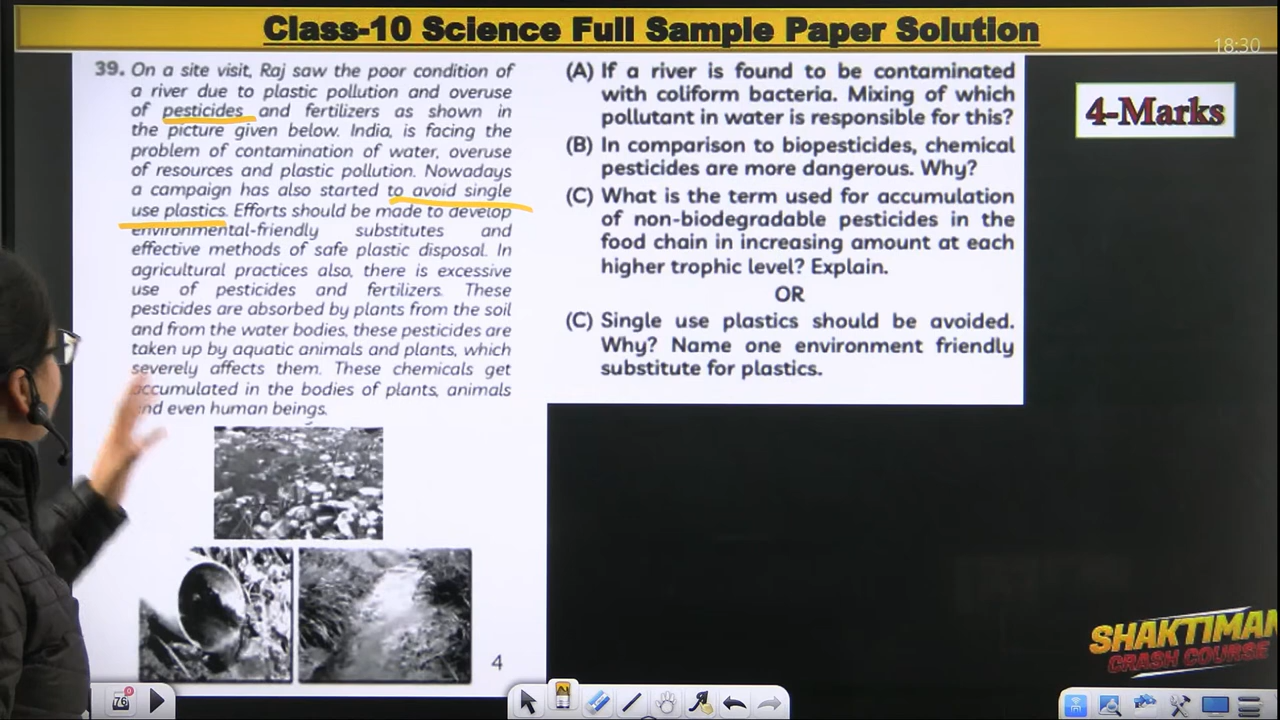 Class-10 Science Full Sample Paper Solution
18:30
39. On a site visit, Raj saw the poor condition of
a river due to plastic pollution and overuse
of pesticides and fertilizers as shown in
the picture given below. India, is facing the
problem of contamination of water, overuse
of resources and plastic pollution. Nowadays
a campaign has also started to avoid single
use plastics. Efforts should be made to develop
environmental-friendly substitutes and
effective methods of safe plastic disposal. In
agricultural practices also, there is excessive
use of pesticides and fertilizers. These
pesticides are absorbed by plants from the soil
and from the water bodies, these pesticides are
taken up by aquatic animals and plants, which
severely affects them. These chemicals get
accumulated in the bodies of plants, animals
and even human beings.
4
(A) If a river is found to be contaminated
with coliform bacteria. Mixing of which
pollutant in water is responsible for this?
(B) In comparison to biopesticides, chemical
pesticides are more dangerous. Why?
(C) What is the term used for accumulation
of non-biodegradable pesticides in the
food chain in increasing amount at each
higher trophic level? Explain.
OR
(C) Single use plastics should be avoided.
Why? Name one environment friendly
substitute for plastics.
4-Marks
SHAKTIMAN
CRASH COURSE
76
0